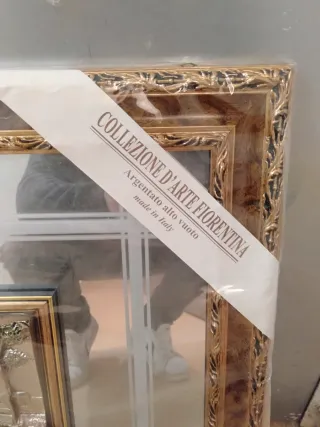 COLLEZIONE D'ARTE FIORENTINA
Argentato alto vuoto
made in Italy